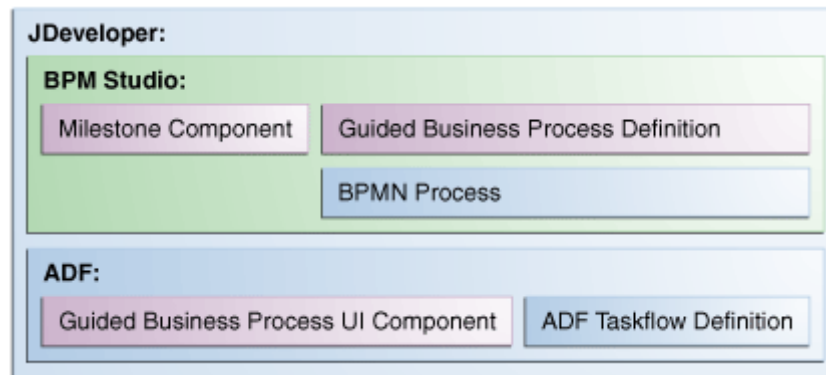 JDeveloper:
BPM Studio:
Milestone Component
Guided Business Process Definition
BPMN Process
ADF:
Guided Business Process UI Component
ADF Taskflow Definition